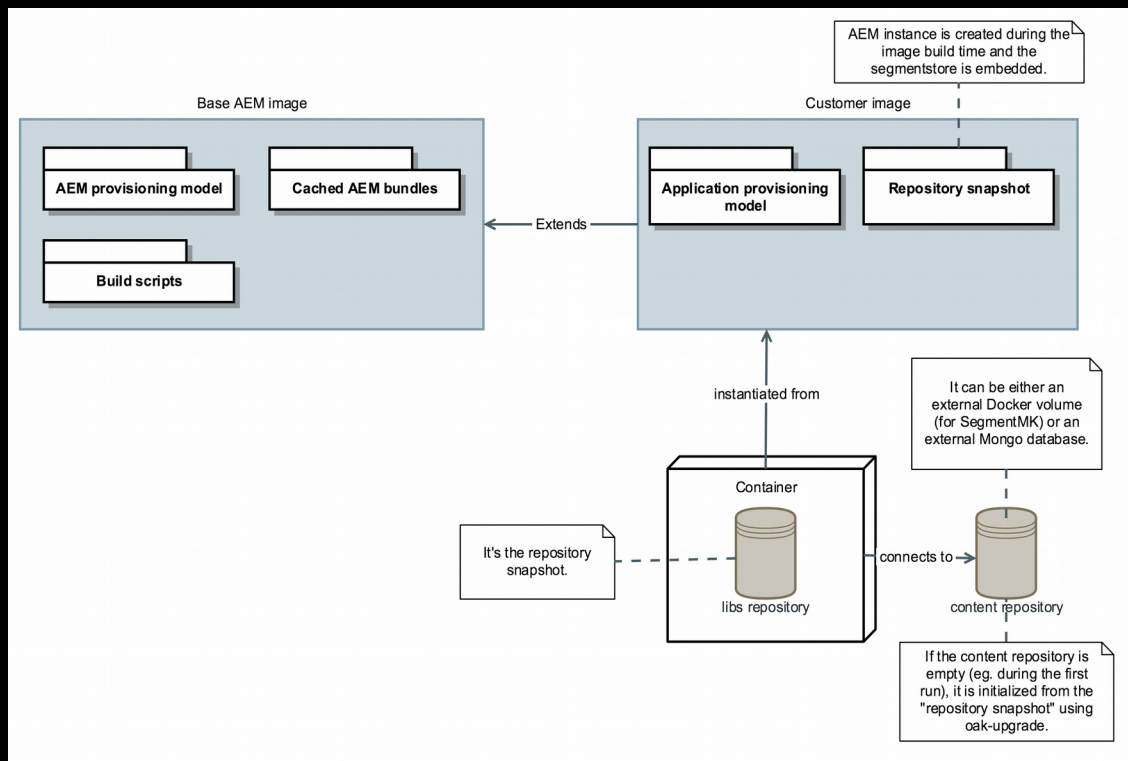 AEM instance is created during the
image build time and the
segmentstore is embedded.
Base AEM image
Customer image
AEM provisioning model
Cached AEM bundles
Application provisioning
model
Repository snapshot
Extends
Build scripts
instantiated from
It can be either an
external Docker volume
(for SegmentMK) or an
external Mongo database.
Container
It's the repository
snapshot.
connects to
libs repository
content repository
If the content repository is
empty (eg. during the first
run), it is initialized from the
"repository snapshot" using
oak-upgrade.